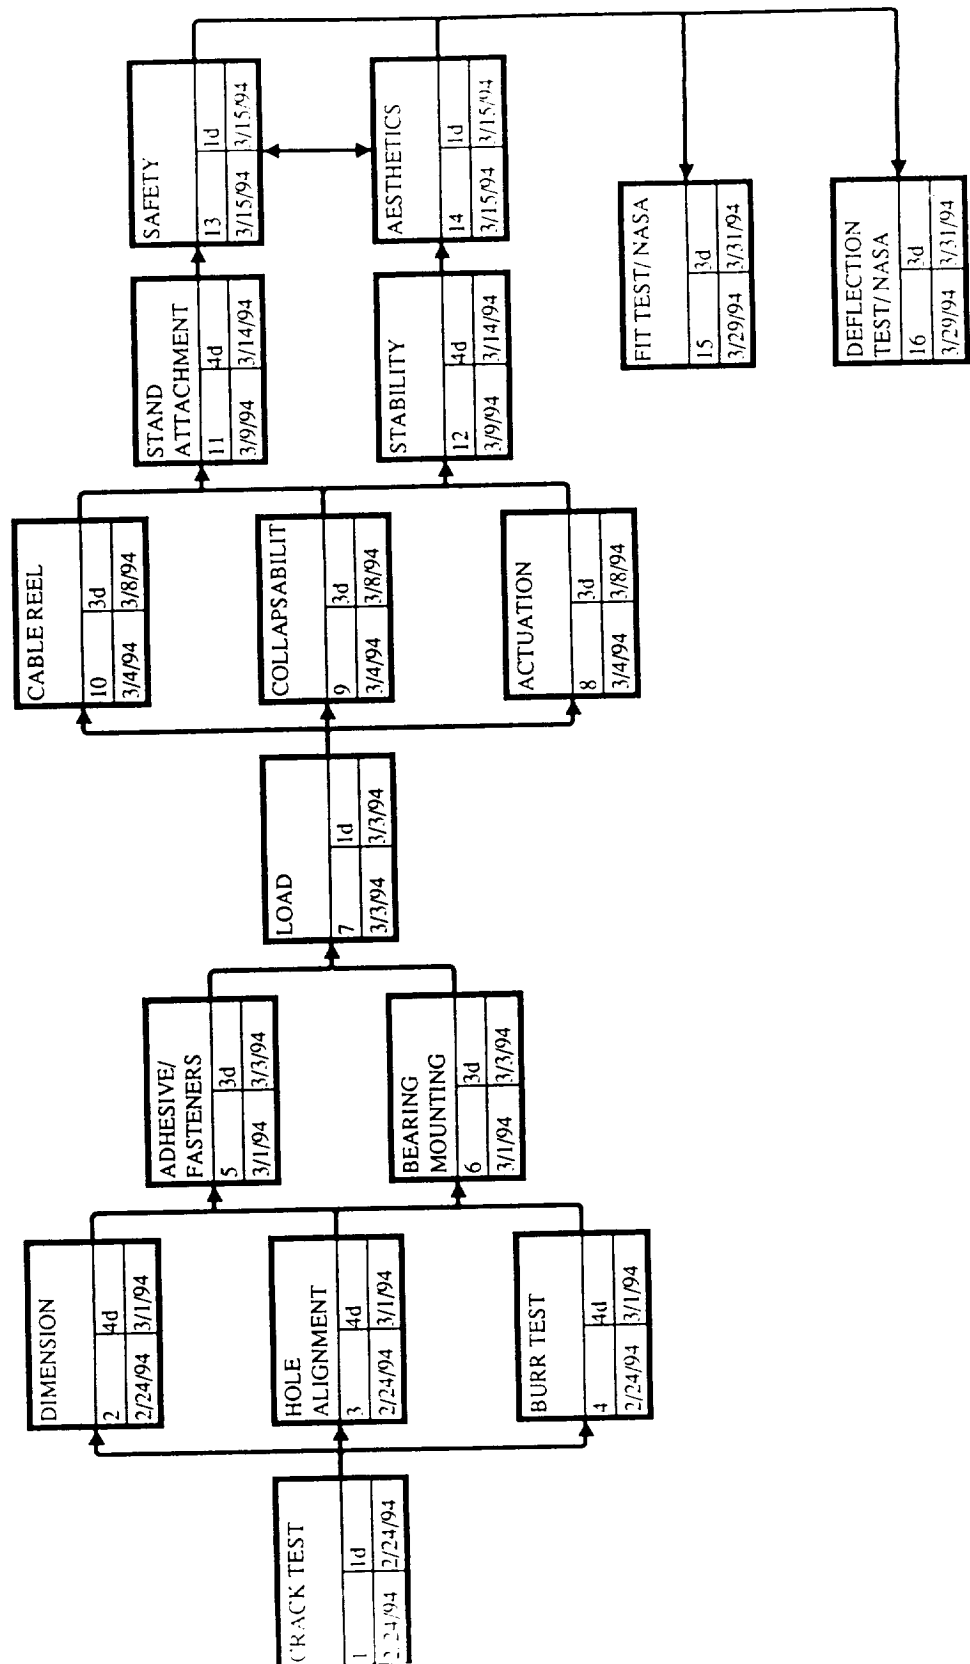 CRACK TEST
1 1d
2/24/94 2/24/94
DIMENSION
2 4d
2/24/94 3/1/94
HOLE
ALIGNMENT
3 4d
2/24/94 3/1/94
BURR TEST
4 4d
2/24/94 3/1/94
ADHESIVE/
FASTENERS
5 3d
3/1/94 3/3/94
BEARING
MOUNTING
6 3d
3/1/94 3/3/94
LOAD
7 1d
3/3/94 3/3/94
CABLE REEL
10 3d
3/4/94 3/8/94
COLLAPSABILIT
9 3d
3/4/94 3/8/94
ACTUATION
8 3d
3/4/94 3/8/94
STAND
ATTACHMENT
11 4d
3/9/94 3/14/94
STABILITY
12 4d
3/9/94 3/14/94
SAFETY
13 1d
3/15/94 3/15/94
AESTHETICS
14 1d
3/15/94 3/15/94
FIT TEST/ NASA
15 3d
3/29/94 3/31/94
DEFLECTION
TEST/ NASA
16 3d
3/29/94 3/31/94